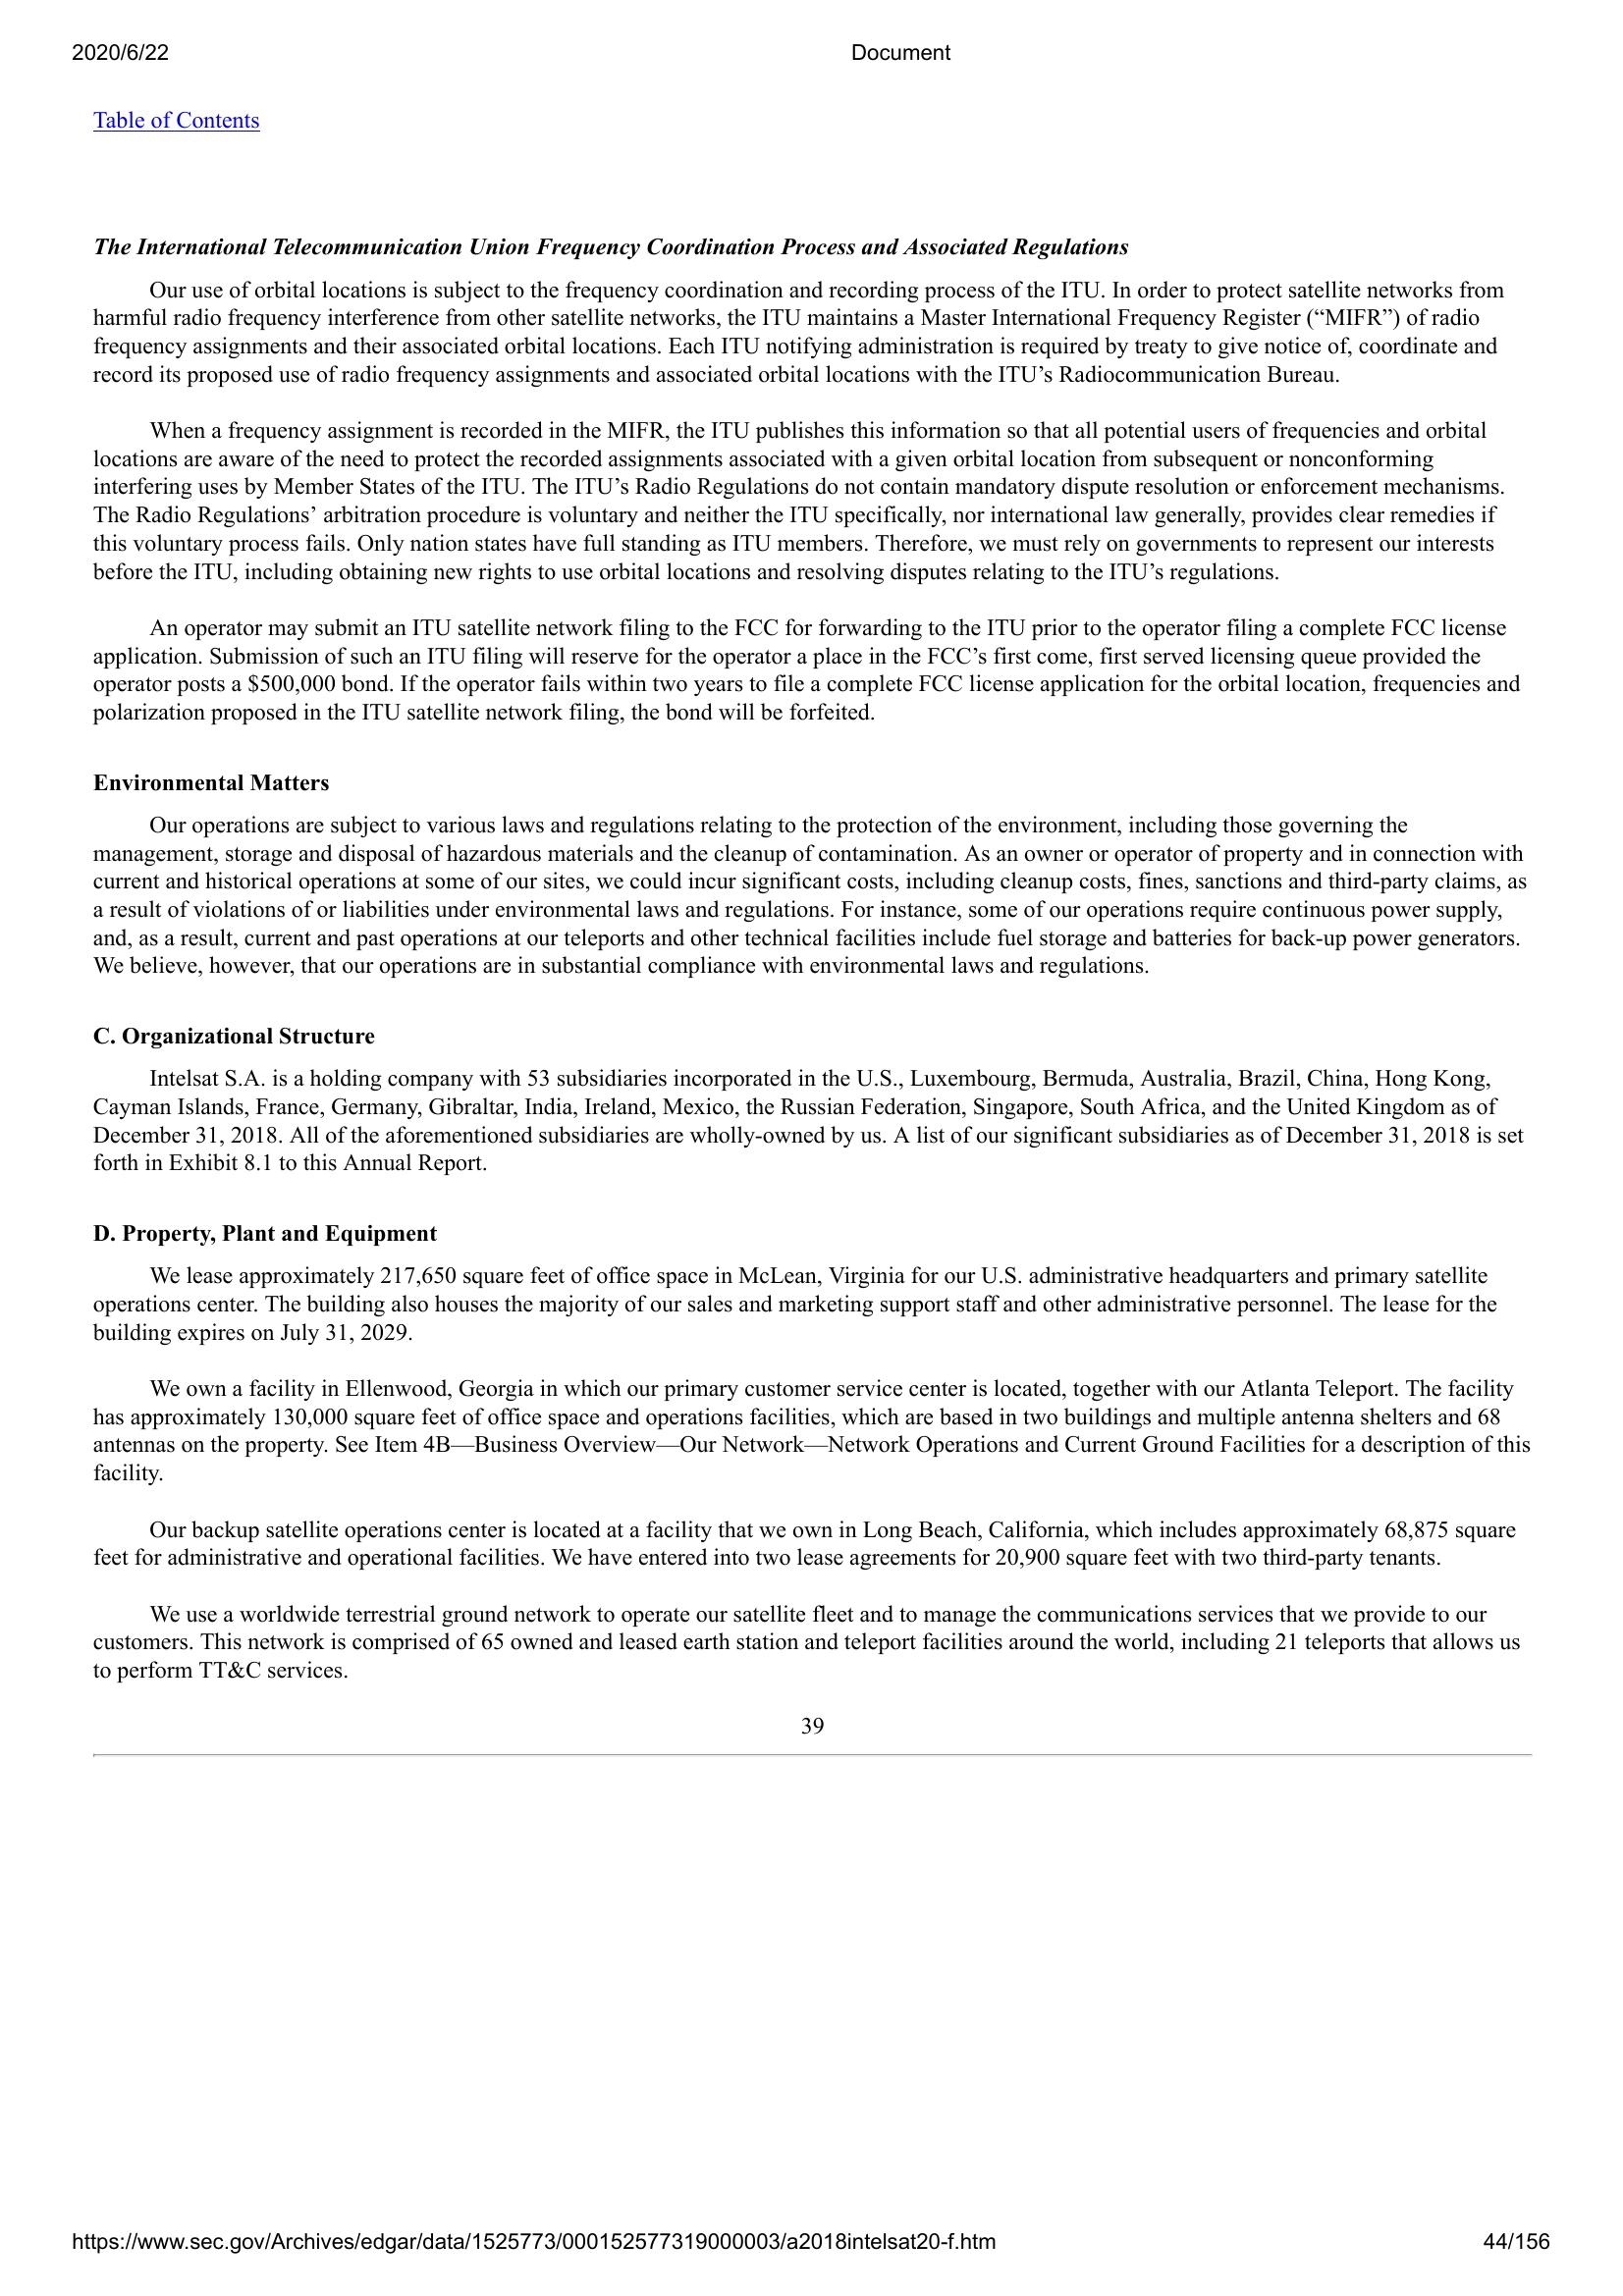 2020/6/22 Document
Table of Contents
The International Telecommunication Union Frequency Coordination Process and Associated Regulations
Our use of orbital locations is subject to the frequency coordination and recording process of the ITU. In order to protect satellite networks from
harmful radio frequency interference from other satellite networks, the ITU maintains a Master International Frequency Register (“MIFR”) of radio
frequency assignments and their associated orbital locations. Each ITU notifying administration is required by treaty to give notice of, coordinate and
record its proposed use of radio frequency assignments and associated orbital locations with the ITU’s Radiocommunication Bureau.
When a frequency assignment is recorded in the MIFR, the ITU publishes this information so that all potential users of frequencies and orbital
locations are aware of the need to protect the recorded assignments associated with a given orbital location from subsequent or nonconforming
interfering uses by Member States of the ITU. The ITU’s Radio Regulations do not contain mandatory dispute resolution or enforcement mechanisms.
The Radio Regulations’ arbitration procedure is voluntary and neither the ITU specifically, nor international law generally, provides clear remedies if
this voluntary process fails. Only nation states have full standing as ITU members. Therefore, we must rely on governments to represent our interests
before the ITU, including obtaining new rights to use orbital locations and resolving disputes relating to the ITU’s regulations.
An operator may submit an ITU satellite network filing to the FCC for forwarding to the ITU prior to the operator filing a complete FCC license
application. Submission of such an ITU filing will reserve for the operator a place in the FCC’s first come, first served licensing queue provided the
operator posts a $500,000 bond. If the operator fails within two years to file a complete FCC license application for the orbital location, frequencies and
polarization proposed in the ITU satellite network filing, the bond will be forfeited.
Environmental Matters
Our operations are subject to various laws and regulations relating to the protection of the environment, including those governing the
management, storage and disposal of hazardous materials and the cleanup of contamination. As an owner or operator of property and in connection with
current and historical operations at some of our sites, we could incur significant costs, including cleanup costs, fines, sanctions and third-party claims, as
a result of violations of or liabilities under environmental laws and regulations. For instance, some of our operations require continuous power supply,
and, as a result, current and past operations at our teleports and other technical facilities include fuel storage and batteries for back-up power generators.
We believe, however, that our operations are in substantial compliance with environmental laws and regulations.
C. Organizational Structure
Intelsat S.A. is a holding company with 53 subsidiaries incorporated in the U.S., Luxembourg, Bermuda, Australia, Brazil, China, Hong Kong,
Cayman Islands, France, Germany, Gibraltar, India, Ireland, Mexico, the Russian Federation, Singapore, South Africa, and the United Kingdom as of
December 31, 2018. All of the aforementioned subsidiaries are wholly-owned by us. A list of our significant subsidiaries as of December 31, 2018 is set
forth in Exhibit 8.1 to this Annual Report.
D. Property, Plant and Equipment
We lease approximately 217,650 square feet of office space in McLean, Virginia for our U.S. administrative headquarters and primary satellite
operations center. The building also houses the majority of our sales and marketing support staff and other administrative personnel. The lease for the
building expires on July 31, 2029.
We own a facility in Ellenwood, Georgia in which our primary customer service center is located, together with our Atlanta Teleport. The facility
has approximately 130,000 square feet of office space and operations facilities, which are based in two buildings and multiple antenna shelters and 68
antennas on the property. See Item 4B—Business Overview—Our Network—Network Operations and Current Ground Facilities for a description of this
facility.
Our backup satellite operations center is located at a facility that we own in Long Beach, California, which includes approximately 68,875 square
feet for administrative and operational facilities. We have entered into two lease agreements for 20,900 square feet with two third-party tenants.
We use a worldwide terrestrial ground network to operate our satellite fleet and to manage the communications services that we provide to our
customers. This network is comprised of 65 owned and leased earth station and teleport facilities around the world, including 21 teleports that allows us
to perform TT&C services.
39
https://www.sec.gov/Archives/edgar/data/1525773/000152577319000003/a2018intelsat20-f.htm 44/156